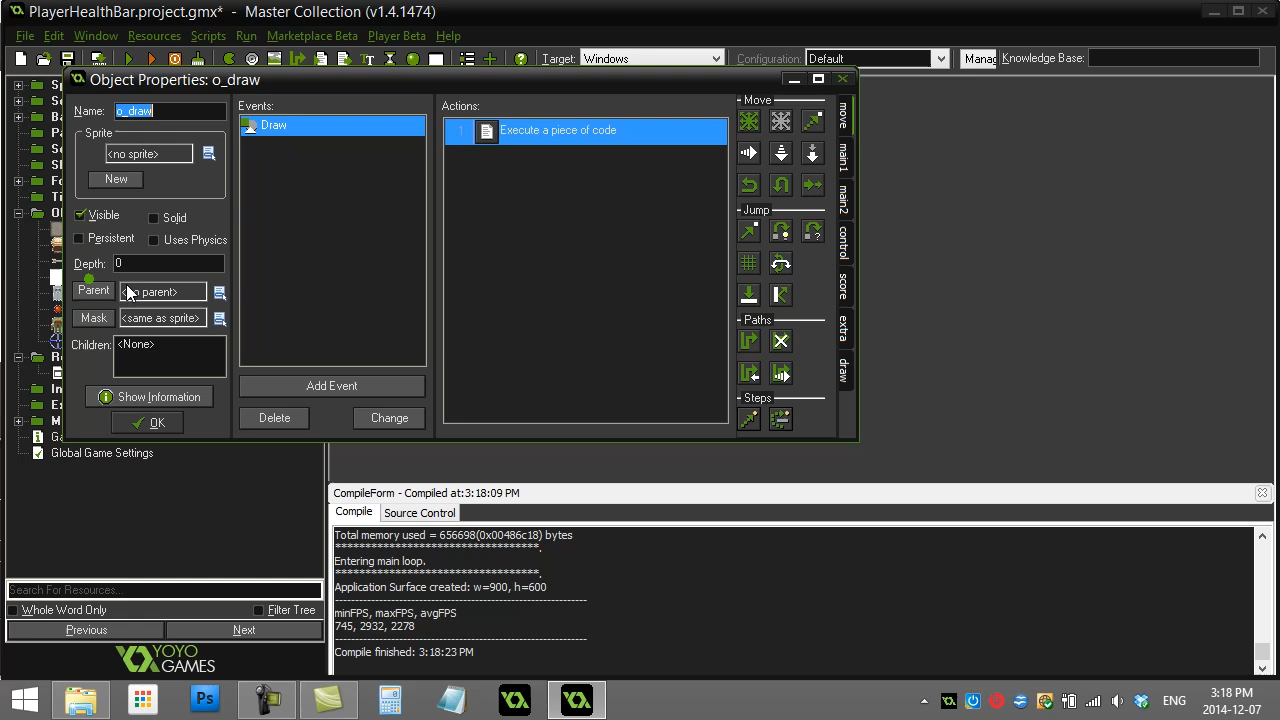 PlayerHealthBar.project.gmx* - Master Collection (v1.4.1474)
File Edit Window Resources Scripts Run Marketplace Beta Player Beta Help
Target: Windows Configuration: Default Manag Knowledge Base:
Object Properties: o_draw
Name: o_draw
Events:
Actions:
Move
Draw
1 Execute a piece of code
Sprite
<no sprite>
New
Visible Solid
Persistent Uses Physics
Depth: 0
Parent parent>
Mask <same as sprite>
Children: <None>
Show Information
OK
Add Event
Delete Change
Jump
Paths
Steps
move
main1
main2
control
score
extra
draw
Global Game Settings
Search For Resources...
Whole Word Only Filter Tree
Previous Next
YOYO
GAMES
CompileForm - Compiled at:3:18:09 PM
Compile Source Control
Total memory used = 656698(0x00486c18) bytes
***********************************.
Entering main loop.
***********************************.
Application Surface created: w=900, h=600
minFPS, maxFPS, avgFPS
745, 2932, 2278
Compile finished: 3:18:23 PM
Ps
ENG
3:18 PM
2014-12-07